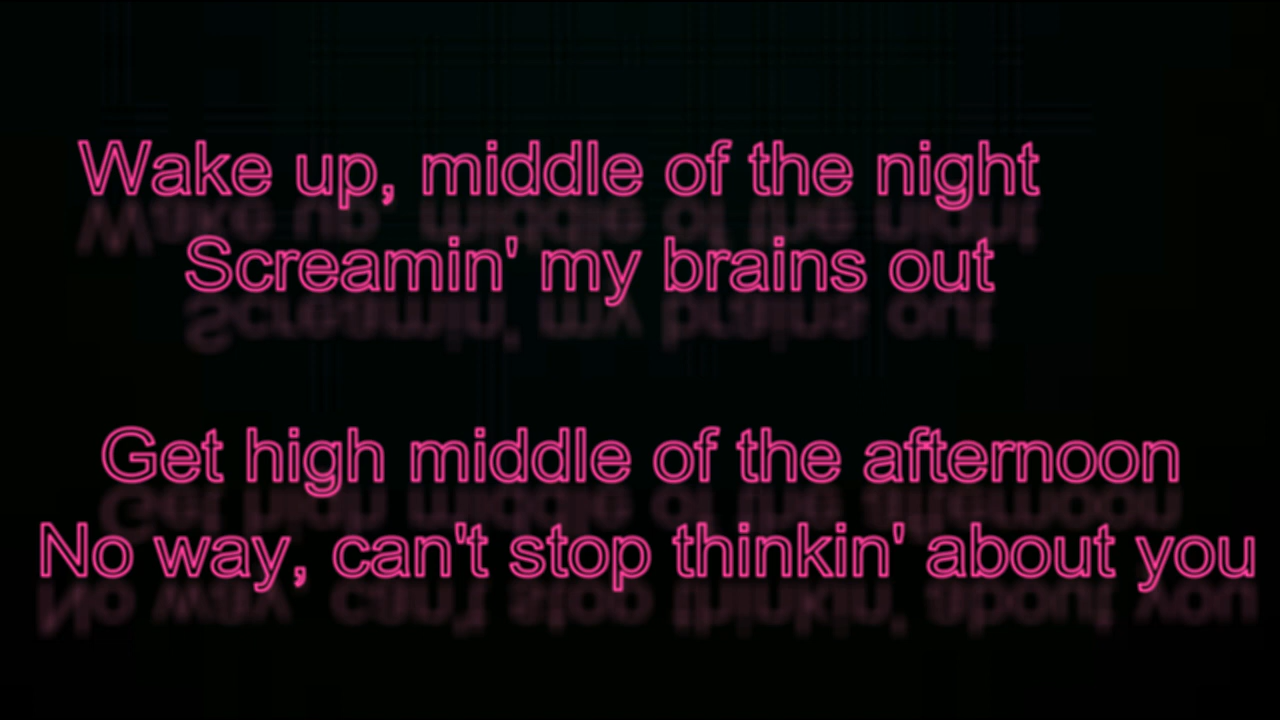 Wake up, middle of the night
Screamin' my brains out
Get high middle of the afternoon
No way, can't stop thinkin' about you